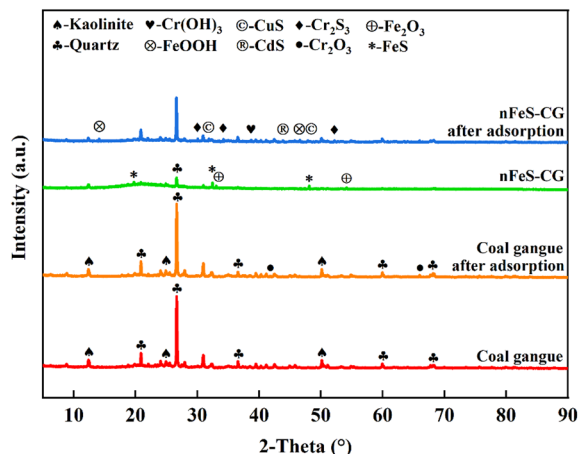 ♠-Kaolinite ♥-Cr(OH)₃ ©-CuS ♦-Cr₂S₃ ⊕-Fe₂O₃
♣-Quartz ⊗-FeOOH ®-CdS ●-Cr₂O₃ *-FeS
nFeS-CG
after adsorption
nFeS-CG
Coal gangue
after adsorption
Coal gangue
Intensity (a.u.)
10 20 30 40 50 60 70 80 90
2-Theta (°)